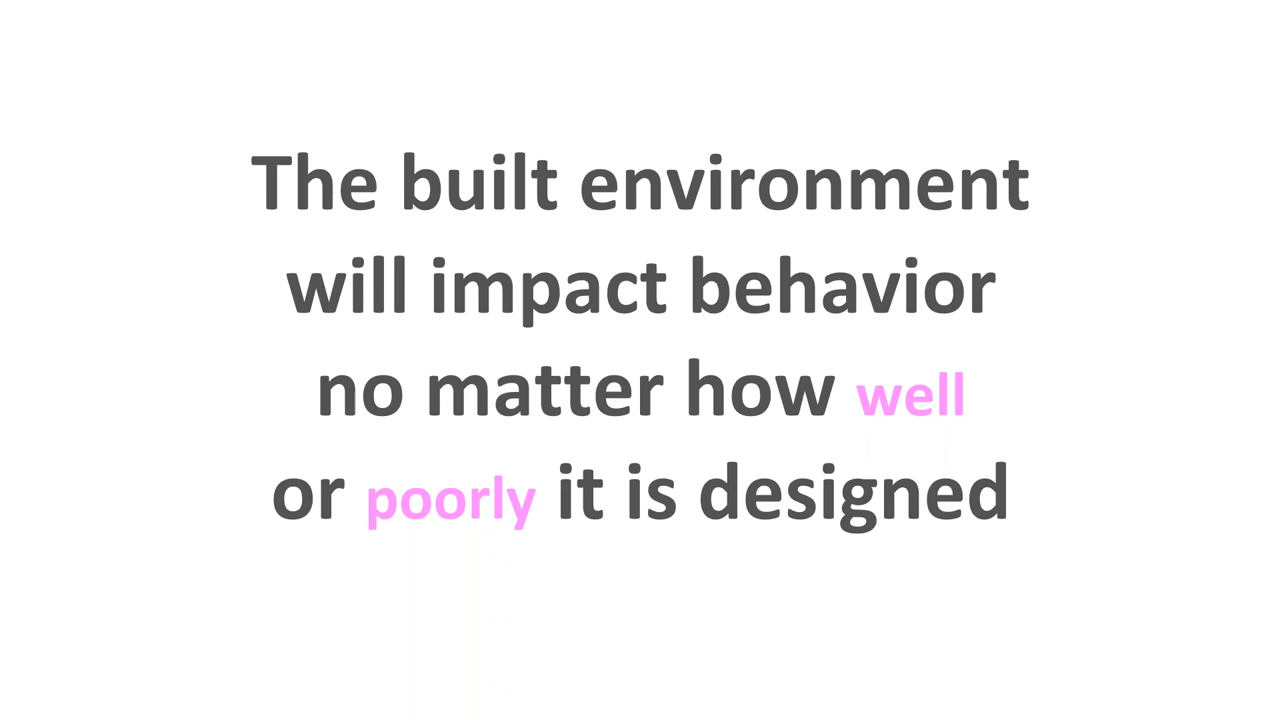 The built environment
will impact behavior
no matter how well
or poorly it is designed